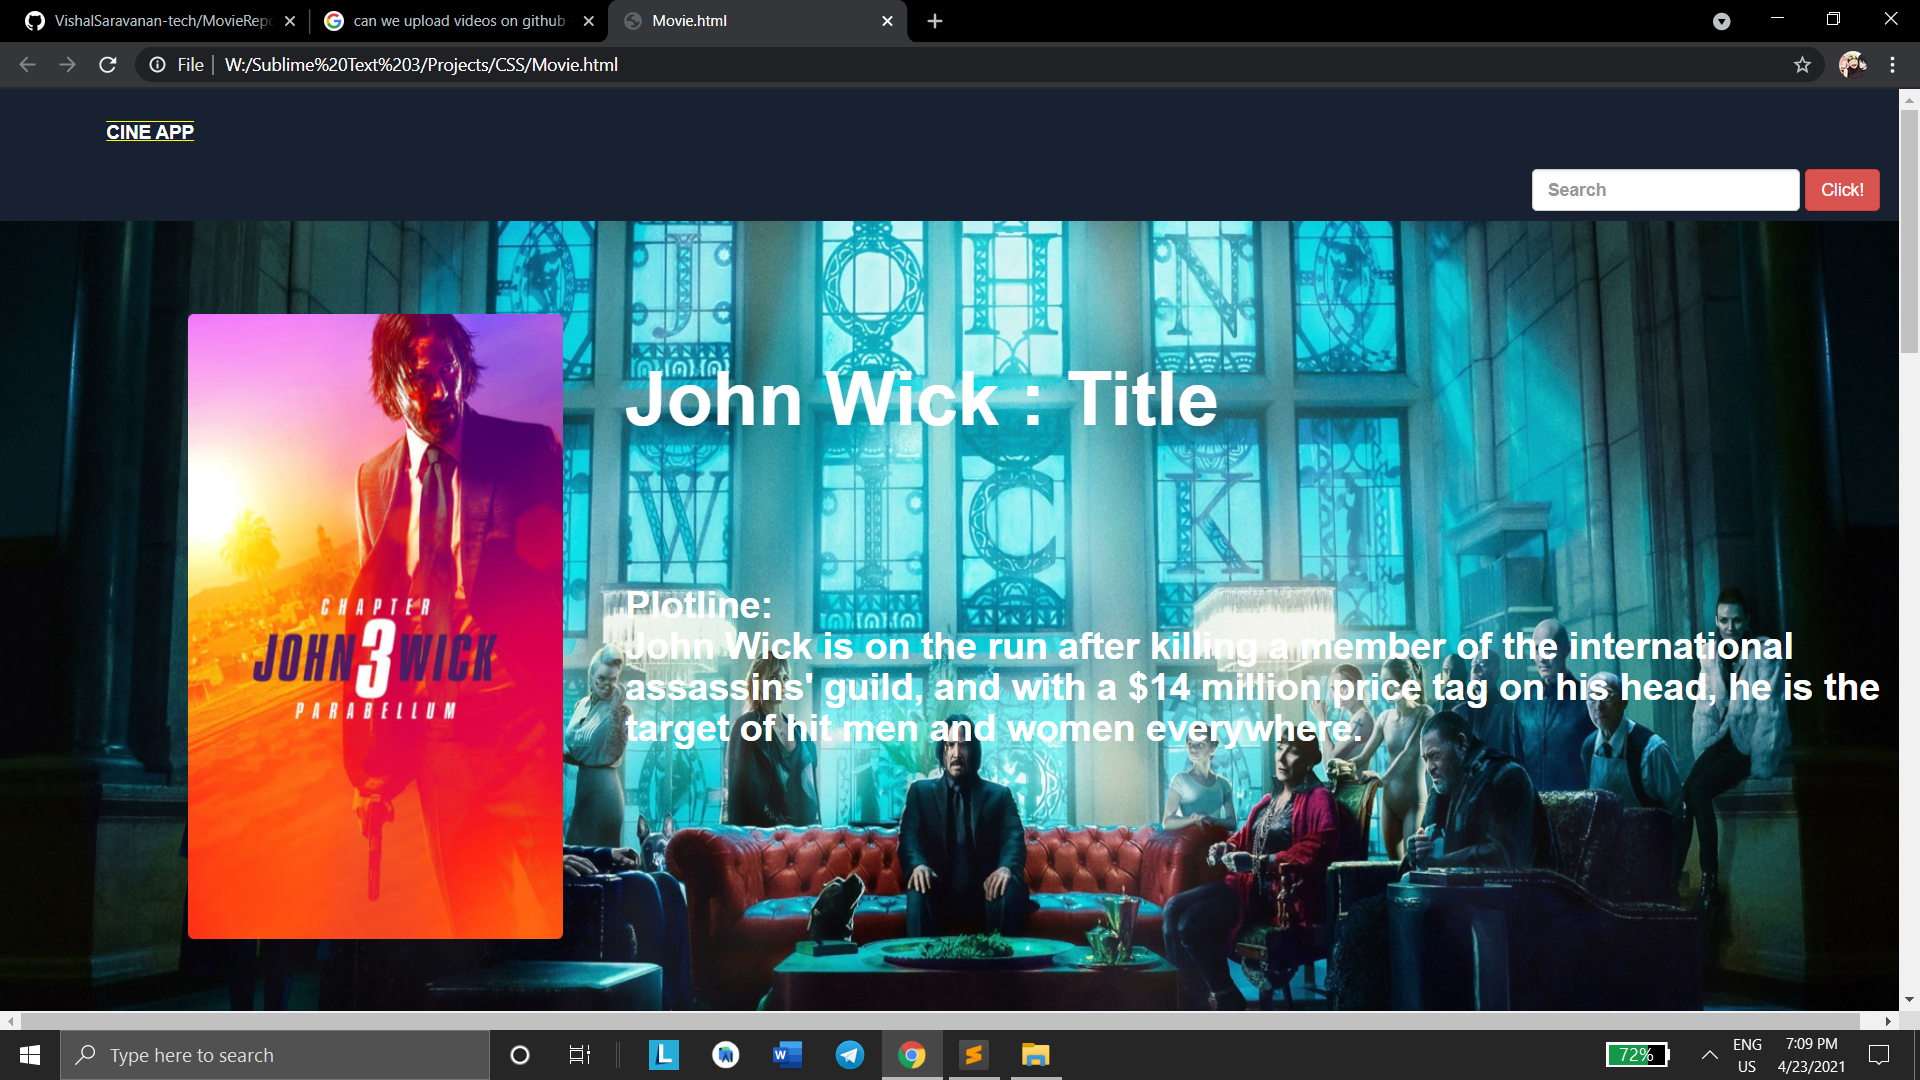 VishalSaravanan-tech/MovieRepo
can we upload videos on github
Movie.html
File
W:/Sublime%20Text%203/Projects/CSS/Movie.html
CINE APP
Search
Click!
J O H N
W I C K
John Wick : Title
CHAPTER
JOHN 3 WICK
PARABELLUM
Plotline:
John Wick is on the run after killing a member of the international
assassins' guild, and with a $14 million price tag on his head, he is the
target of hit men and women everywhere.
Type here to search
L
W
72%
ENG
US
7:09 PM
4/23/2021